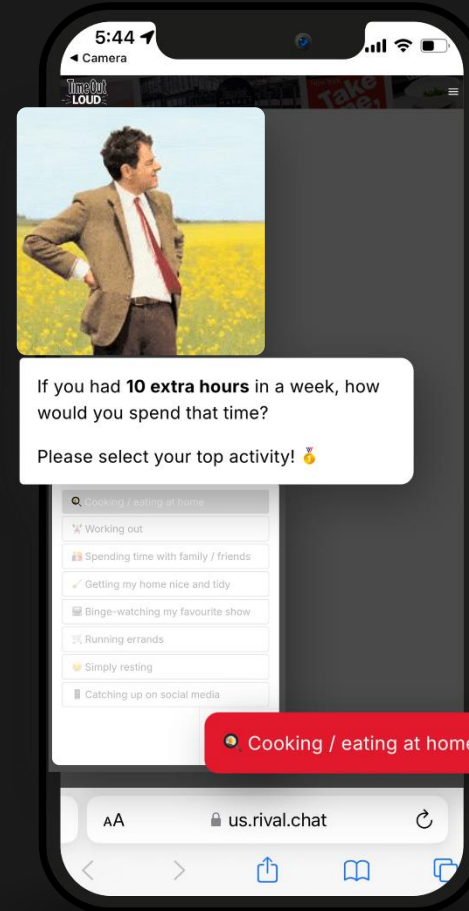 5:44
◀ Camera
TimeOut
LOUD
Take
If you had 10 extra hours in a week, how
would you spend that time?
Please select your top activity! 🥇
🍳 Cooking / eating at home
🏋️ Working out
Spending time with family / friends
🧹 Getting my home nice and tidy
Binge-watching my favourite show
Running errands
Simply resting
📱 Catching up on social media
🍳 Cooking / eating at home
AA
us.rival.chat